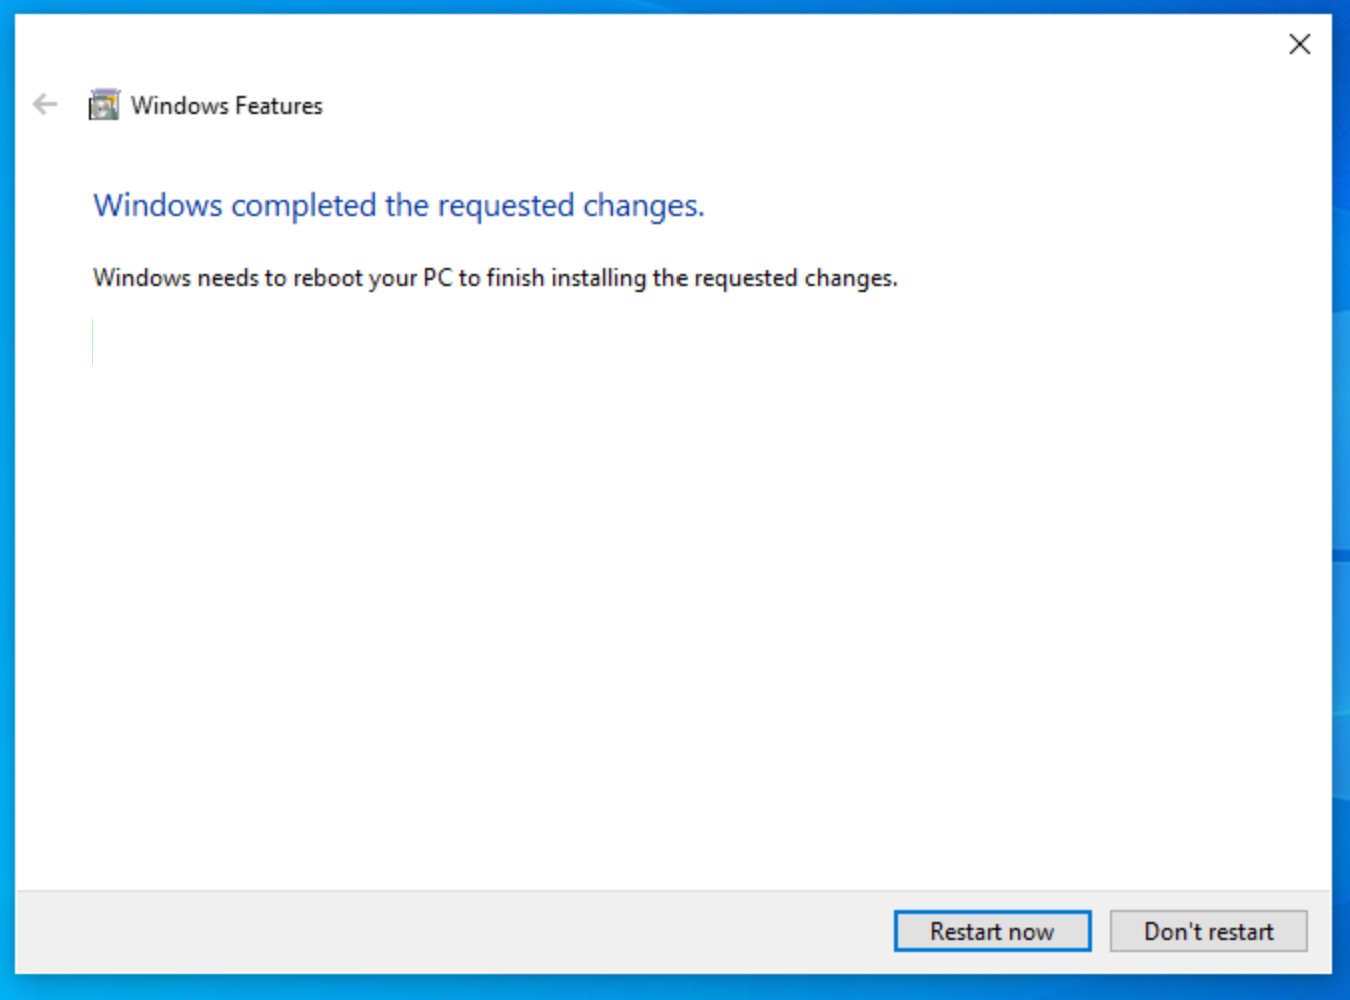 Windows Features
Windows completed the requested changes.
Windows needs to reboot your PC to finish installing the requested changes.
Restart now
Don't restart